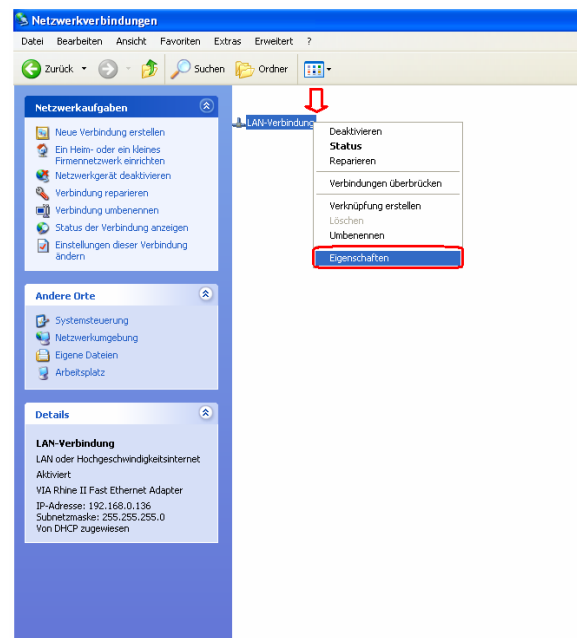 Netzwerkverbindungen
Datei Bearbeiten Ansicht Favoriten Extras Erweitert ?
Zurück Suchen Ordner
Netzwerkaufgaben
Neue Verbindung erstellen
Ein Heim- oder ein kleines
Firmennetzwerk einrichten
Netzwerkgerät deaktivieren
Verbindung reparieren
Verbindung umbenennen
Status der Verbindung anzeigen
Einstellungen dieser Verbindung
ändern
Andere Orte
Systemsteuerung
Netzwerkumgebung
Eigene Dateien
Arbeitsplatz
Details
LAN-Verbindung
LAN oder Hochgeschwindigkeitsinternet
Aktiviert
VIA Rhine II Fast Ethernet Adapter
IP-Adresse: 192.168.0.136
Subnetzmaske: 255.255.255.0
Von DHCP zugewiesen
LAN-Verbindung
Deaktivieren
Status
Reparieren
Verbindungen überbrücken
Verknüpfung erstellen
Löschen
Umbenennen
Eigenschaften